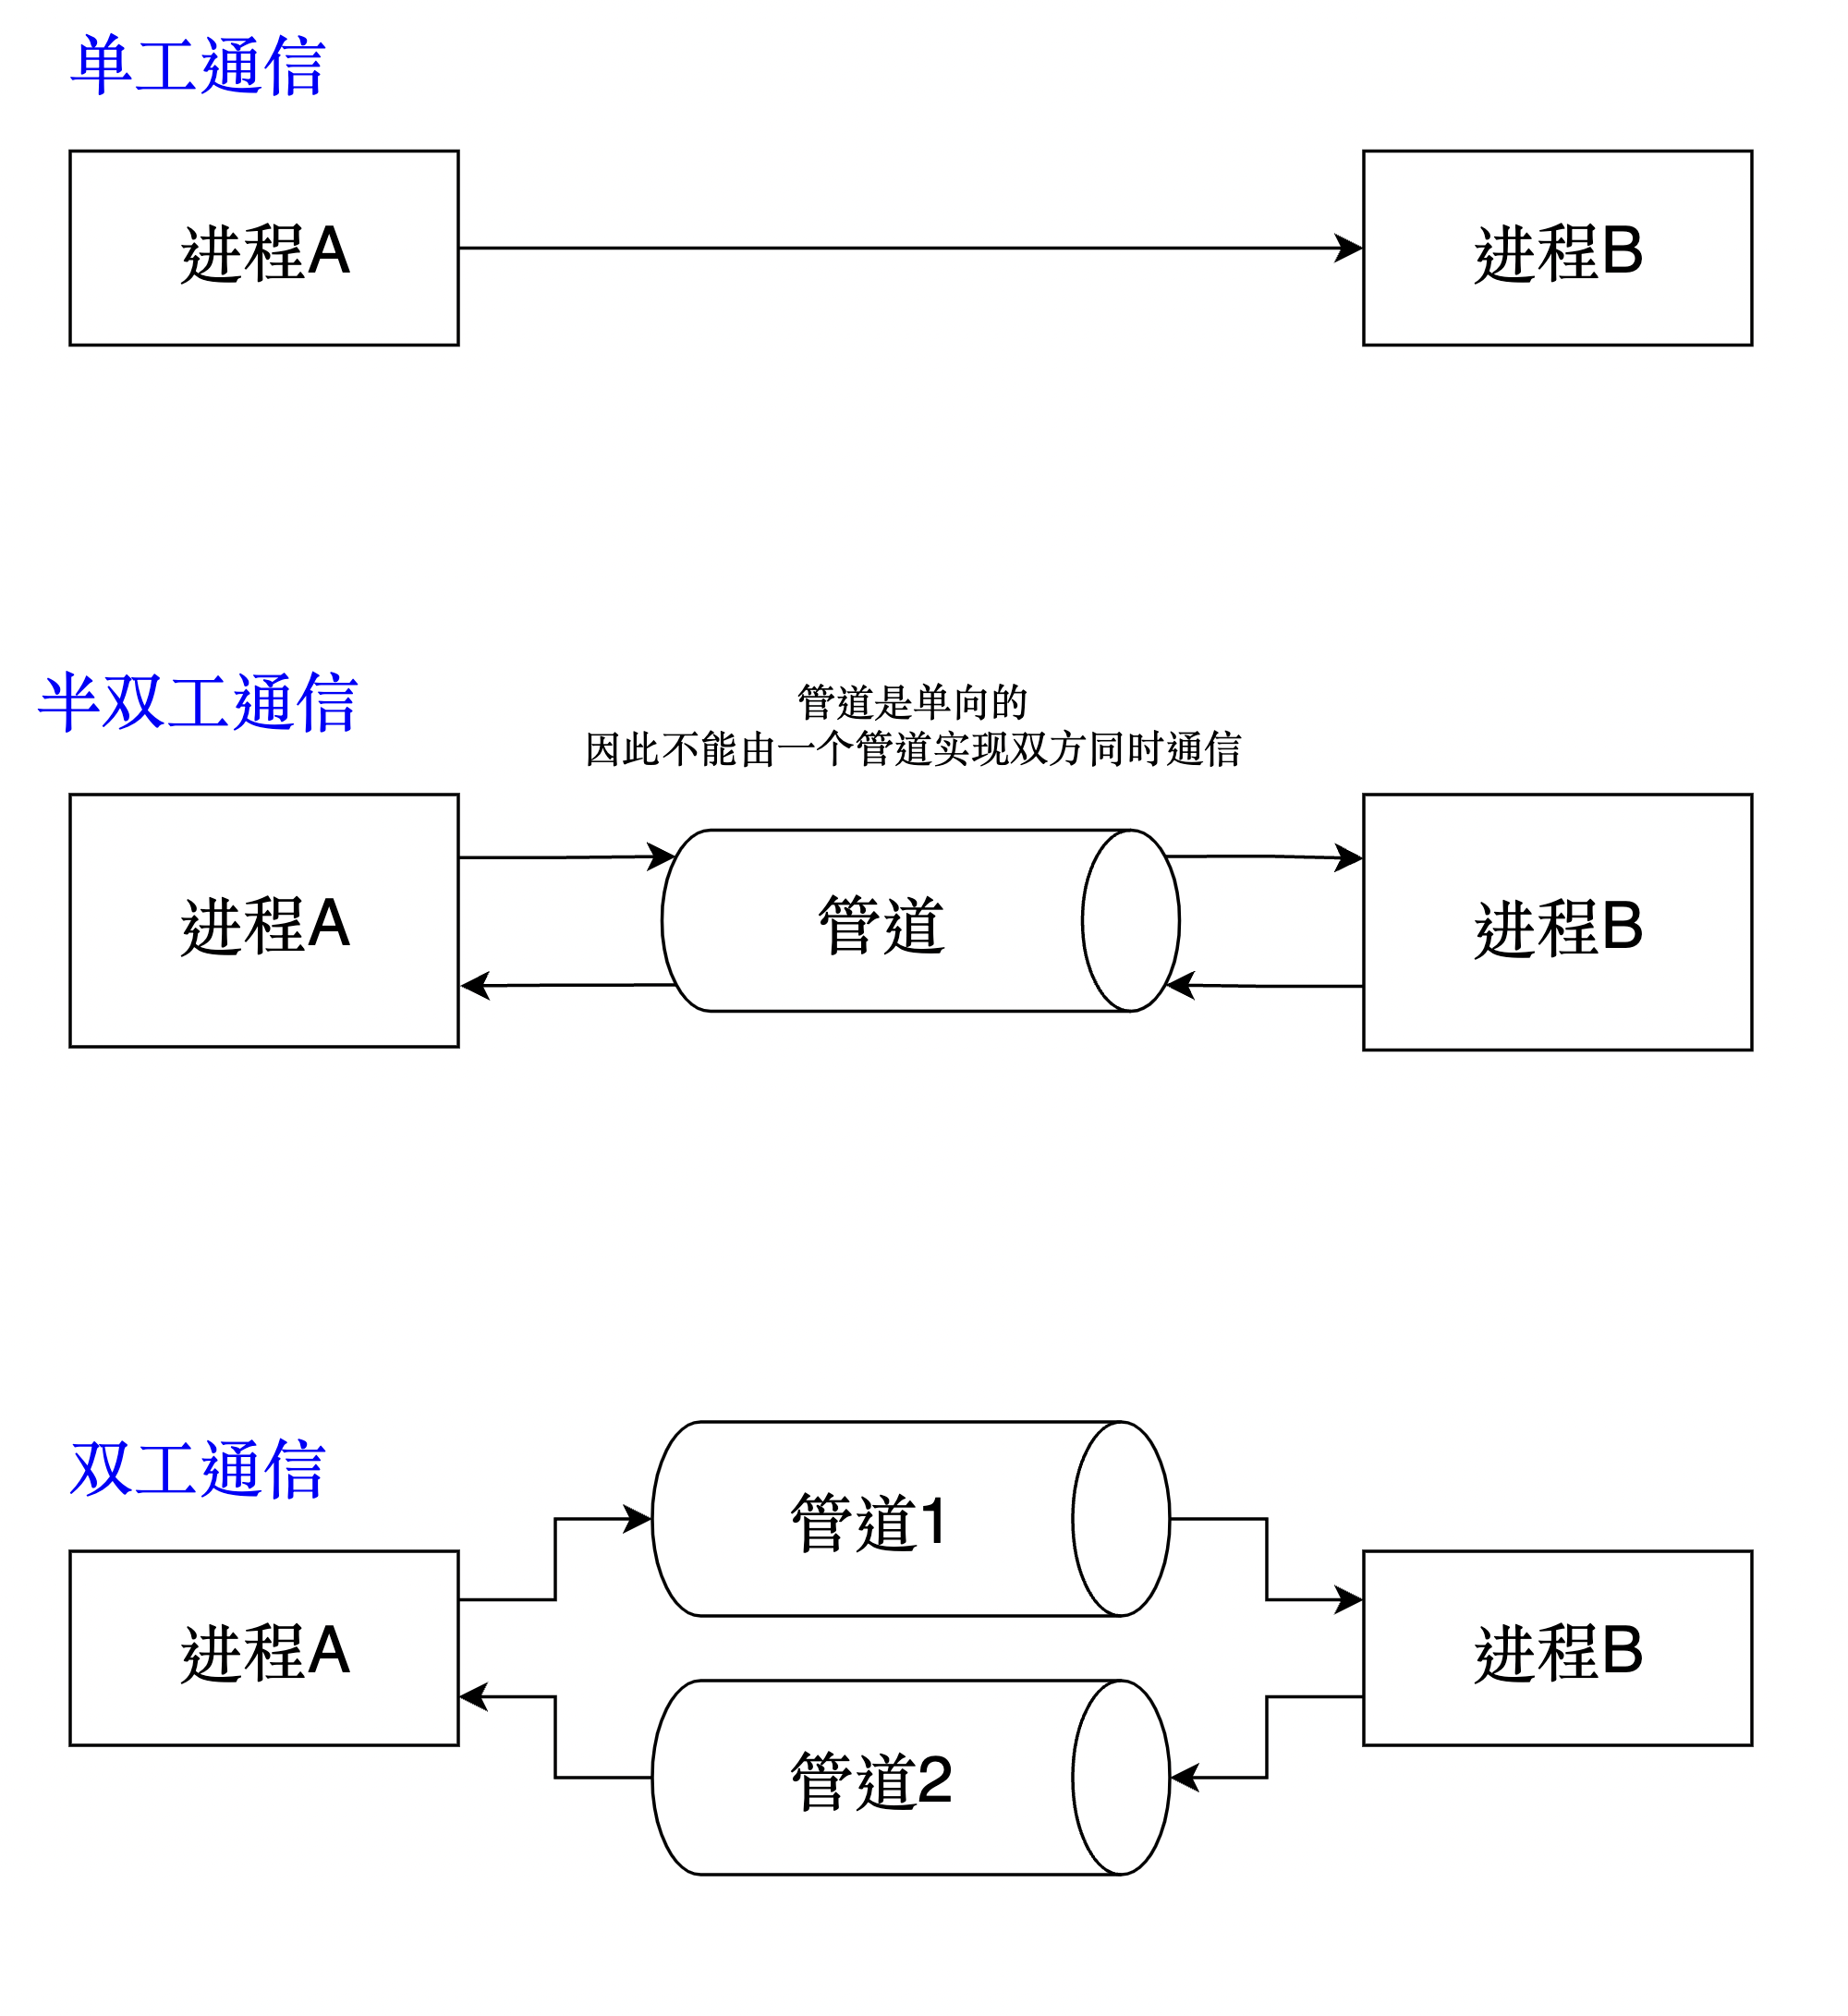 单工通信
进程A
进程B
半双工通信
管道是单向的
因此不能由一个管道实现双方同时通信
进程A
管道
进程B
双工通信
管道1
进程A
进程B
管道2